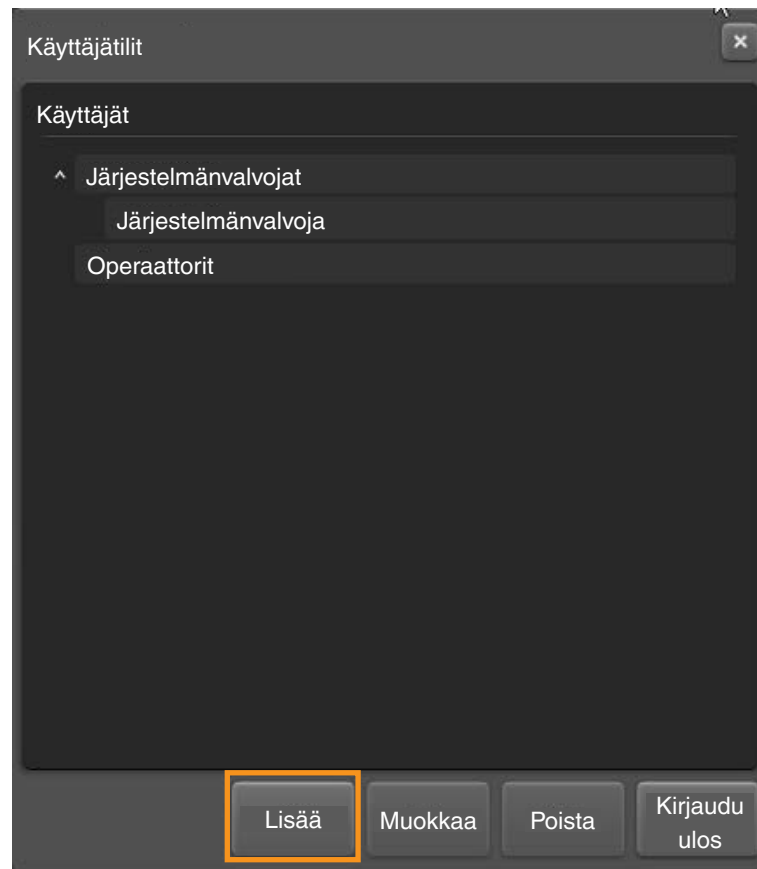 Käyttäjätilit
Käyttäjät
Järjestelmänvalvojat
Järjestelmänvalvoja
Operaattorit
Lisää
Muokkaa
Poista
Kirjaudu
ulos